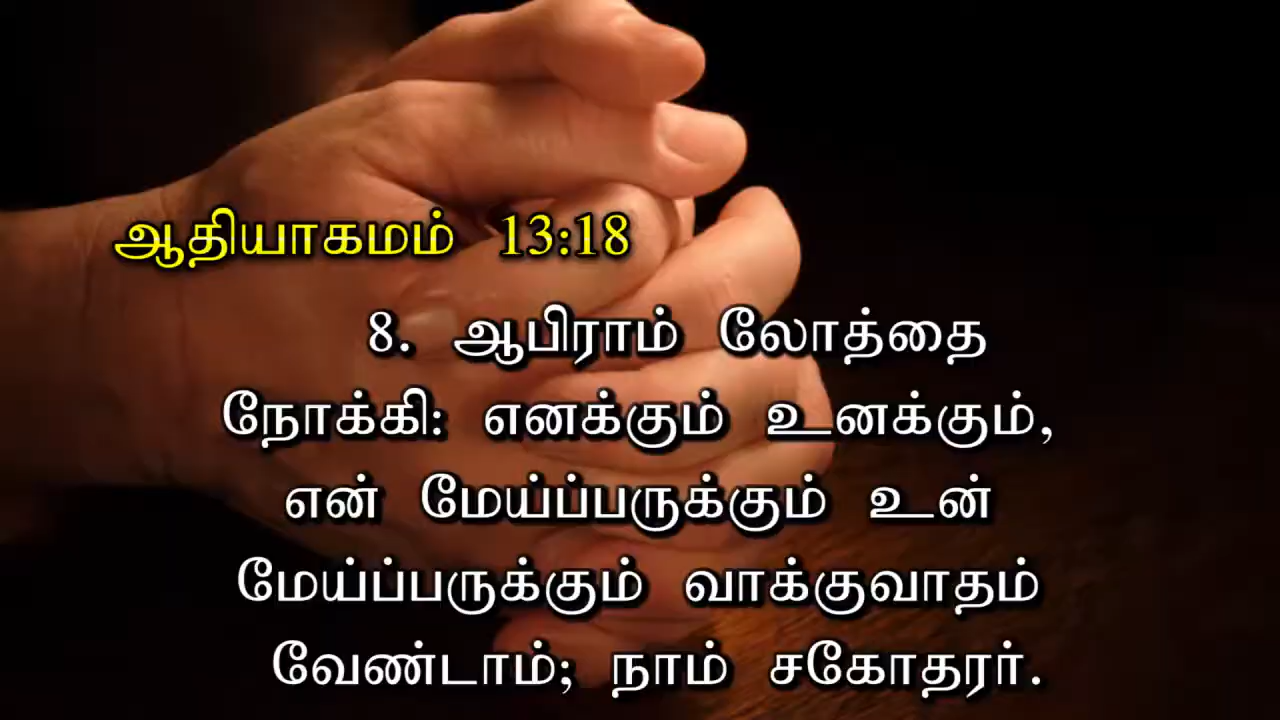 ஆதியாகமம் 13:18
8. ஆபிராம் லோத்தை
நோக்கி: எனக்கும் உனக்கும்,
என் மேய்ப்பருக்கும் உன்
மேய்ப்பருக்கும் வாக்குவாதம்
வேண்டாம்; நாம் சகோதரர்.